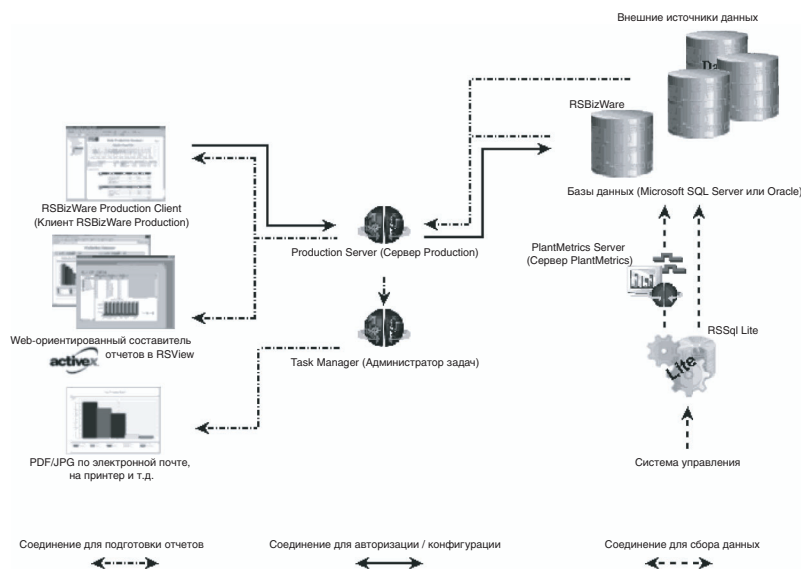 Внешние источники данных
Da
RSBizWare
Базы данных (Microsoft SQL Server или Oracle)
RSBizWare Production Client
(Клиент RSBizWare Production)
Production Server (Сервер Production)
PlantMetrics Server
(Сервер PlantMetrics)
RSSql Lite
Lite
Web-ориентированный составитель
отчетов в RSView
activex
Task Manager (Администратор задач)
PDF/JPG по электронной почте,
на принтер и т.д.
Система управления
Соединение для подготовки отчетов
Соединение для авторизации / конфигурации
Соединение для сбора данных